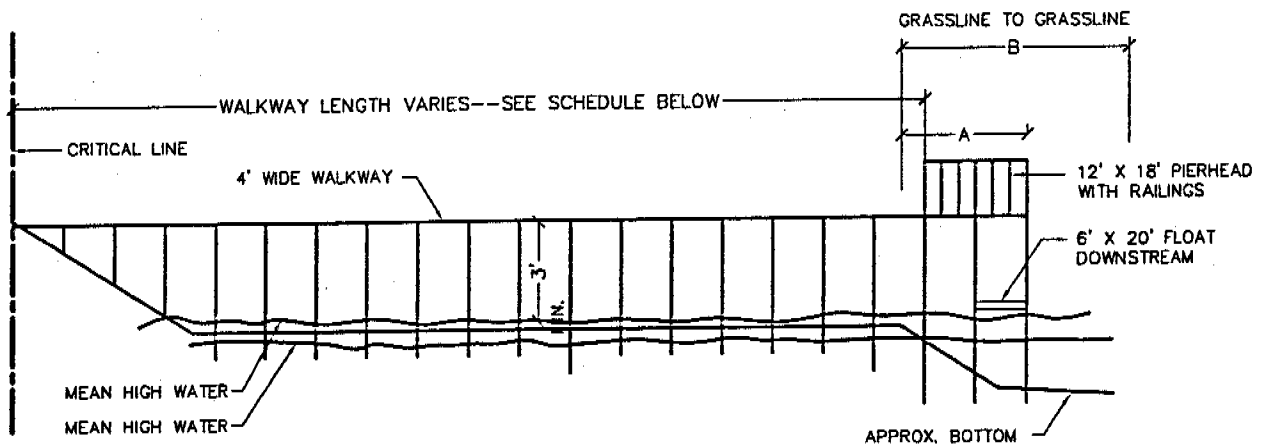 GRASSLINE TO GRASSLINE
B
WALKWAY LENGTH VARIES--SEE SCHEDULE BELOW
A
CRITICAL LINE
4' WIDE WALKWAY
12' X 18' PIERHEAD
WITH RAILINGS
6' X 20' FLOAT
DOWNSTREAM
3'
MIN.
MEAN HIGH WATER
MEAN HIGH WATER
APPROX. BOTTOM